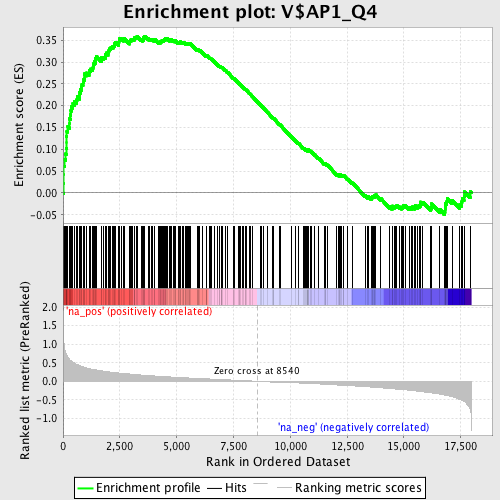 Enrichment plot: V$AP1_Q4
Enrichment score (ES)
0.35
0.30
0.25
0.20
0.15
0.10
0.05
0.00
-0.05
'na_pos' (positively correlated)
Ranked list metric (PreRanked)
2.0
1.5
1.0
0.5
0.0
-0.5
-1.0
Zero cross at 8540
'na_neg' (negatively correlated)
0 2,500 5,000 7,500 10,000 12,500 15,000 17,500
Rank in Ordered Dataset
Enrichment profile Hits Ranking metric scores